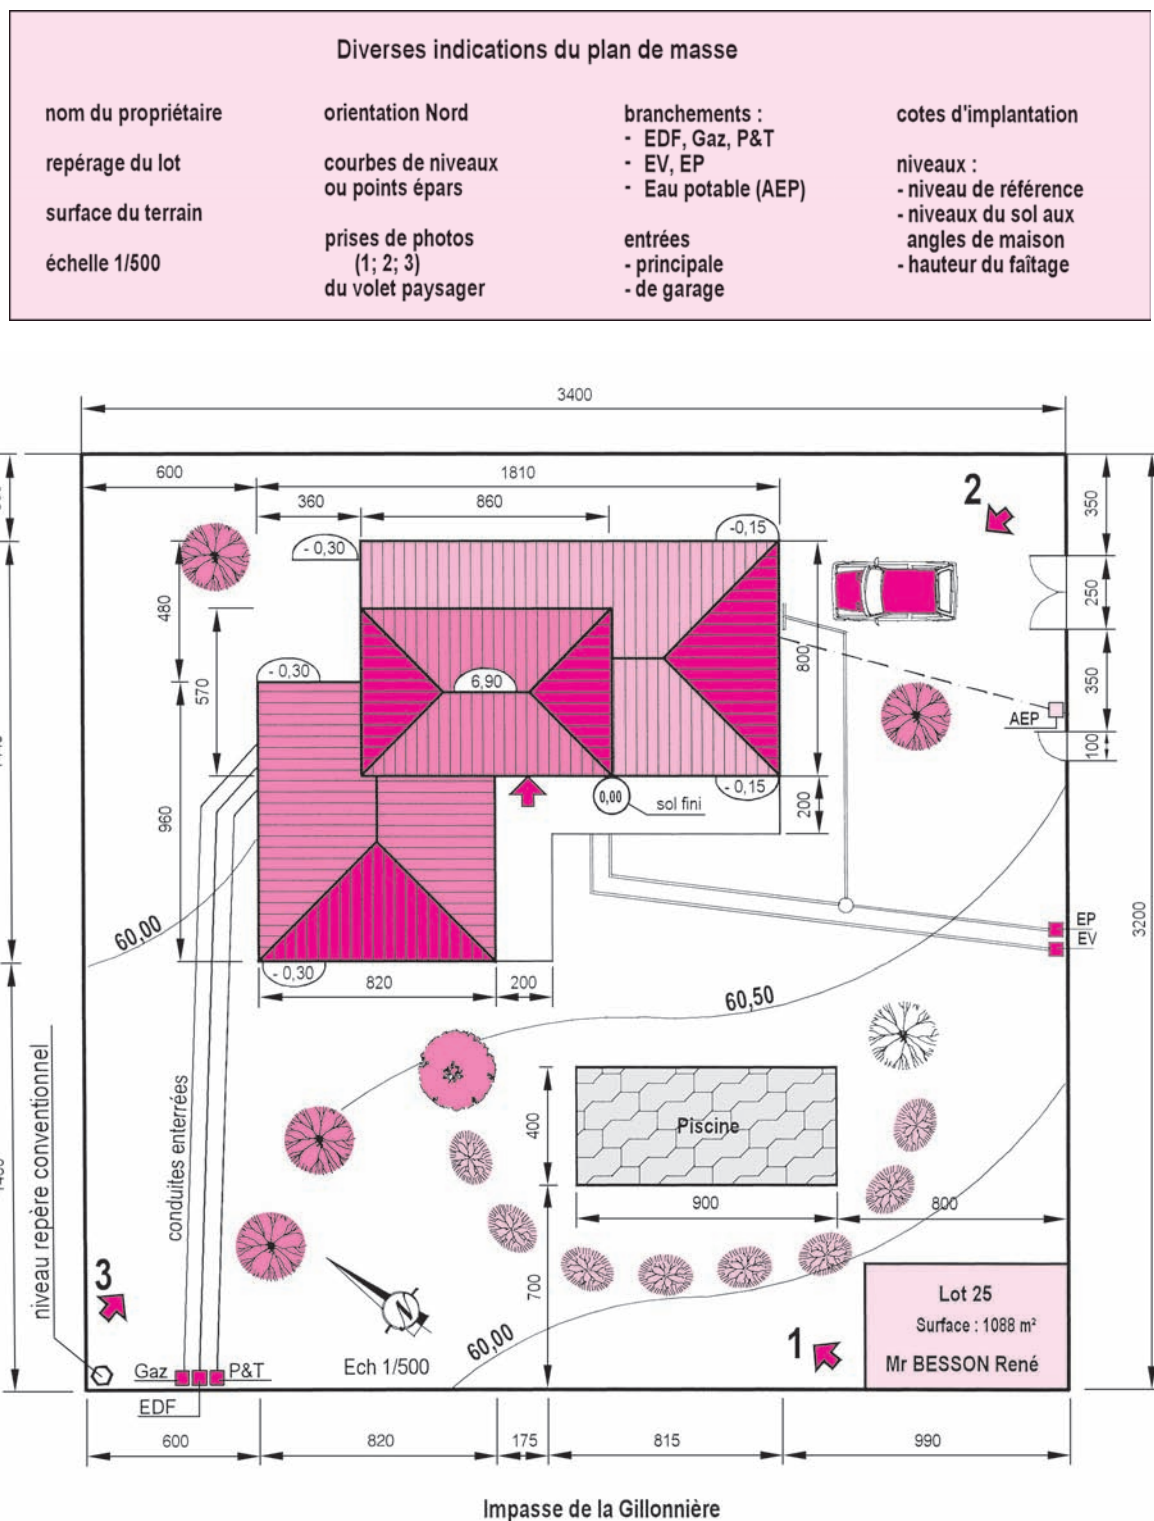 Diverses indications du plan de masse
nom du propriétaire
repérage du lot
surface du terrain
échelle 1/500
orientation Nord
courbes de niveaux
ou points épars
prises de photos
(1; 2; 3)
du volet paysager
branchements :
- EDF, Gaz, P&T
- EV, EP
- Eau potable (AEP)
entrées
- principale
- de garage
cotes d'implantation
niveaux :
- niveau de référence
- niveaux du sol aux
angles de maison
- hauteur du faîtage
3400
600
1810
360
860
2
350
- 0,30
-0,15
480
250
800
350
- 0,30
570
6,90
AEP
100
- 0,15
0,00
sol fini
200
960
60,00
EP
EV
3200
- 0,30
820
200
60,50
niveau repère conventionnel
conduites enterrées
400
Piscine
900
800
3
700
N
Lot 25
Surface : 1088 m²
Mr BESSON René
1
60,00
Ech 1/500
Gaz
P&T
EDF
600
820
175
815
990
Impasse de la Gillonnière